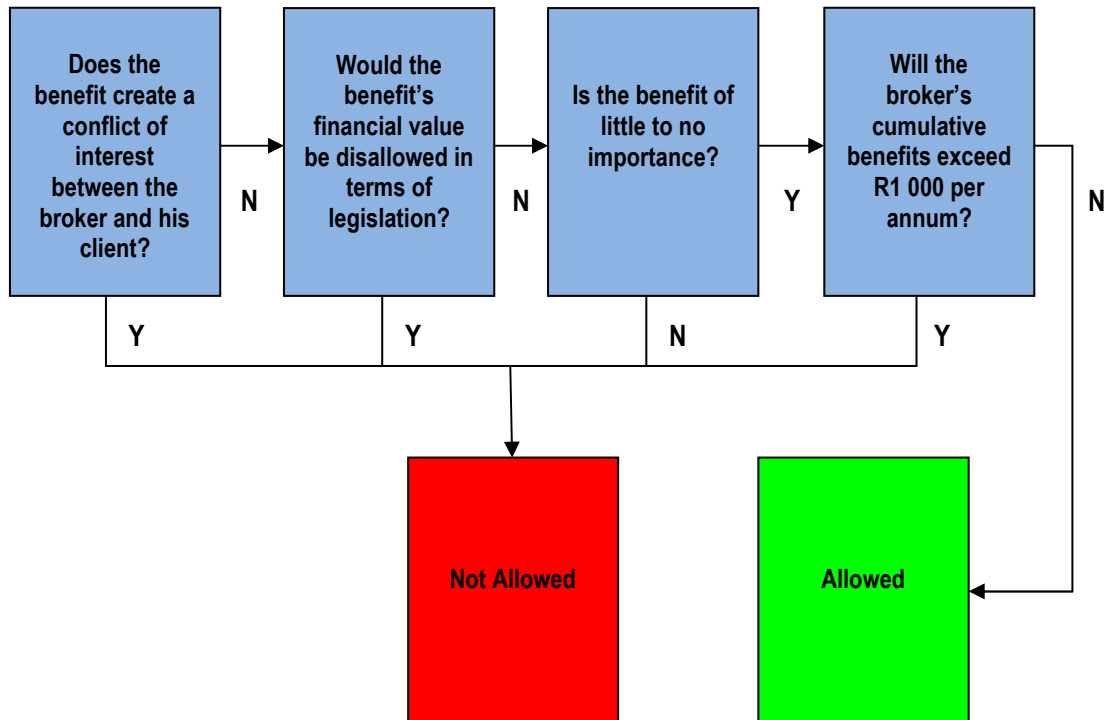 Does the
benefit create a
conflict of
interest
between the
broker and his
client?
N
Would the
benefit's
financial value
be disallowed in
terms of
legislation?
N
Is the benefit of
little to no
importance?
Y
Will the
broker's
cumulative
benefits exceed
R1 000 per
annum?
N
Y
Y
N
Y
Not Allowed
Allowed